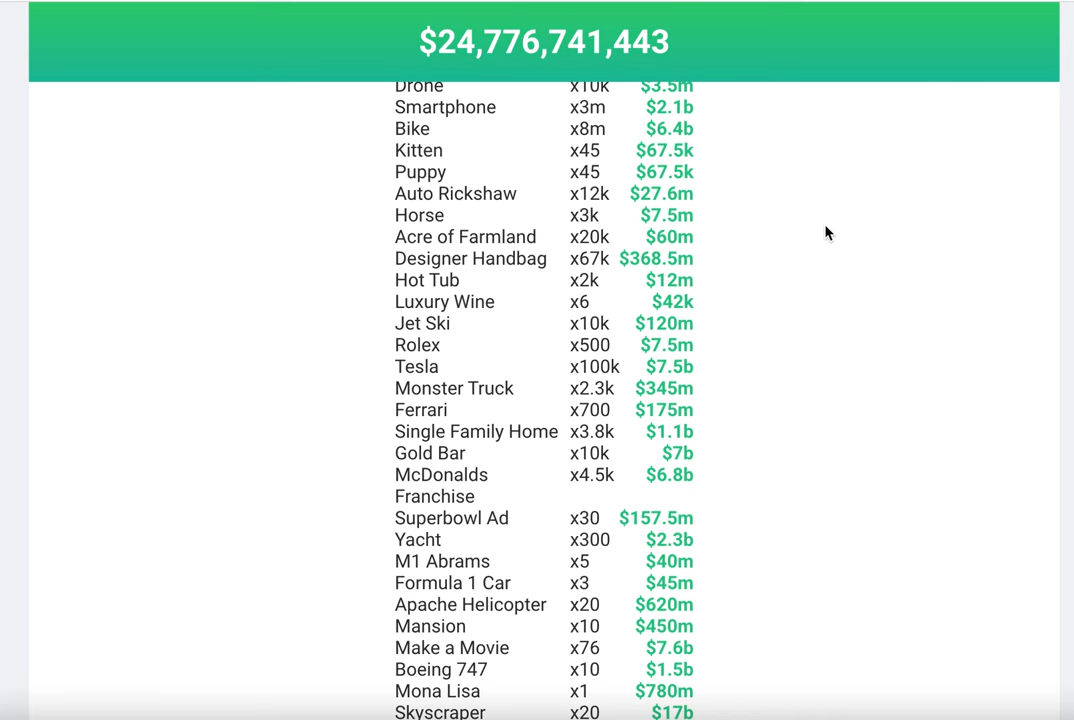 $24,776,741,443
Drone x10k $3.5m
Smartphone x3m $2.1b
Bike x8m $6.4b
Kitten x45 $67.5k
Puppy x45 $67.5k
Auto Rickshaw x12k $27.6m
Horse x3k $7.5m
Acre of Farmland x20k $60m
Designer Handbag x67k $368.5m
Hot Tub x2k $12m
Luxury Wine x6 $42k
Jet Ski x10k $120m
Rolex x500 $7.5m
Tesla x100k $7.5b
Monster Truck x2.3k $345m
Ferrari x700 $175m
Single Family Home x3.8k $1.1b
Gold Bar x10k $7b
McDonalds x4.5k $6.8b
Franchise
Superbowl Ad x30 $157.5m
Yacht x300 $2.3b
M1 Abrams x5 $40m
Formula 1 Car x3 $45m
Apache Helicopter x20 $620m
Mansion x10 $450m
Make a Movie x76 $7.6b
Boeing 747 x10 $1.5b
Mona Lisa x1 $780m
Skyscraper x20 $17b